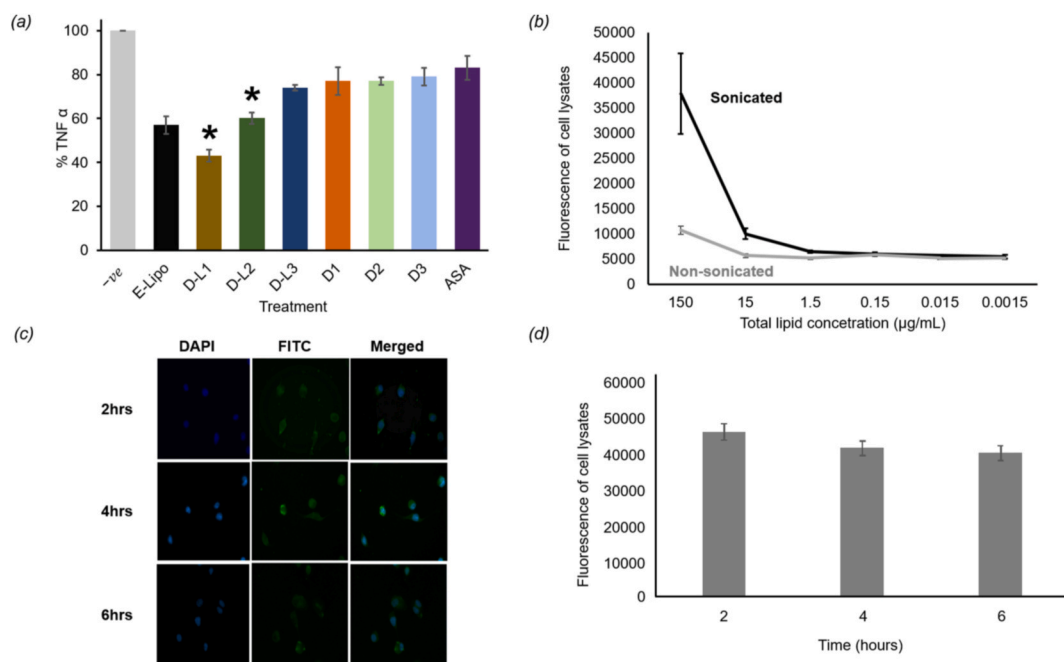 (a)
% TNF α
100
80
60
40
20
0
*
*
-ve
E-Lipo
D-L1
D-L2
D-L3
D1
D2
D3
ASA
Treatment
(b)
Fluorescence of cell lysates
50000
45000
40000
35000
30000
25000
20000
15000
10000
5000
0
Sonicated
Non-sonicated
150 15 1.5 0.15 0.015 0.0015
Total lipid concetration (µg/mL)
(c)
DAPI FITC Merged
2hrs
4hrs
6hrs
(d)
Fluorescence of cell lysates
60000
50000
40000
30000
20000
10000
0
2 4 6
Time (hours)